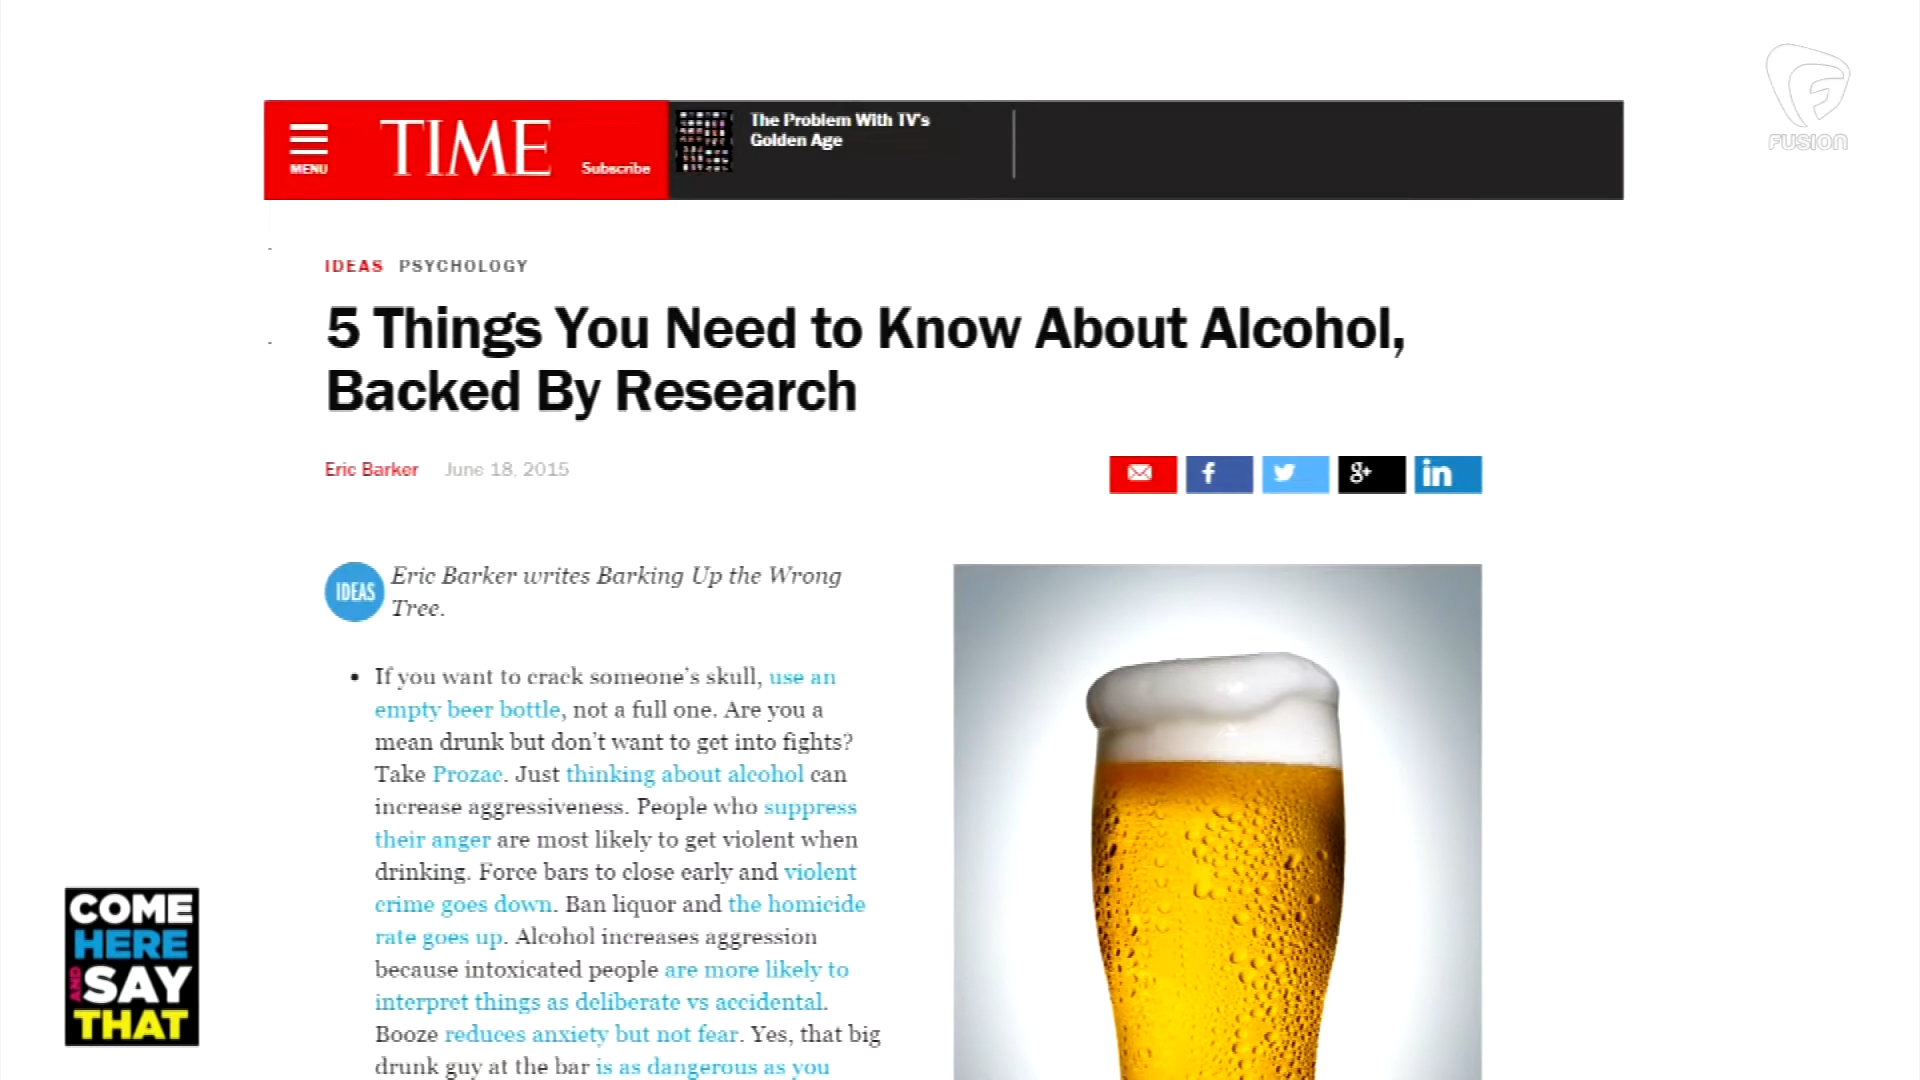 FUSION
MENU
TIME
Subscribe
The Problem With TV's
Golden Age
IDEAS PSYCHOLOGY
5 Things You Need to Know About Alcohol,
Backed By Research
Eric Barker June 18, 2015
f
g+
in
IDEAS
Eric Barker writes Barking Up the Wrong
Tree.
• If you want to crack someone's skull, use an
empty beer bottle, not a full one. Are you a
mean drunk but don't want to get into fights?
Take Prozac. Just thinking about alcohol can
increase aggressiveness. People who suppress
their anger are most likely to get violent when
drinking. Force bars to close early and violent
crime goes down. Ban liquor and the homicide
rate goes up. Alcohol increases aggression
because intoxicated people are more likely to
interpret things as deliberate vs accidental.
Booze reduces anxiety but not fear. Yes, that big
drunk guy at the bar is as dangerous as you
COME
HERE
AND
SAY
THAT